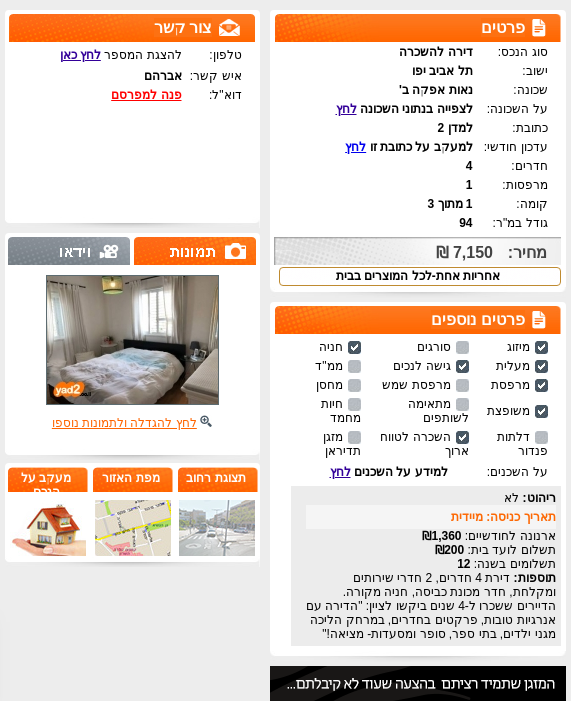 פרטים
סוג הנכס: דירה להשכרה
ישוב: תל אביב יפו
שכונה: נאות אפקה ב'
על השכונה: לצפייה בנתוני השכונה לחץ
כתובת: למדן 2
עדכון חודשי: למעקב על כתובת זו לחץ
חדרים: 4
מרפסות: 1
קומה: 1 מתוך 3
גודל במ"ר: 94
מחיר: 7,150 ₪
אחריות אחת-לכל המוצרים בבית
צור קשר
טלפון: להצגת המספר לחץ כאן
איש קשר: אברהם
דוא"ל: פנה למפרסם
תמונות
וידאו
yad2
לחץ להגדלה ולתמונות נוספו
פרטים נוספים
מיזוג סורגים חניה
מעלית גישה לנכים ממ"ד
מרפסת מרפסת שמש מחסן
משופצת מתאימה לשותפים חיות מחמד
דלתות פנדור השכרה לטווח ארוך מזגן תדיראן
על השכנים: למידע על השכנים לחץ
ריהוט: לא
תאריך כניסה: מיידית
ארנונה לחודשיים: 1,360₪
תשלום לועד בית: 200₪
תשלומים בשנה: 12
תוספות: דירת 4 חדרים, 2 חדרי שירותים
ומקלחת, חדר מכונת כביסה, חניה מקורה.
הדיירים ששכרו ל-4 שנים ביקשו לציין: "הדירה עם
אנרגיות טובות, פרקטים בחדרים, במרחק הליכה
מגני ילדים, בתי ספר, סופר ומסעדות- מציאה!"
תצוגת רחוב
מפת האזור
מעקב על
הנכס
המזגן שתמיד רציתם בהצעה שעוד לא קיבלתם...